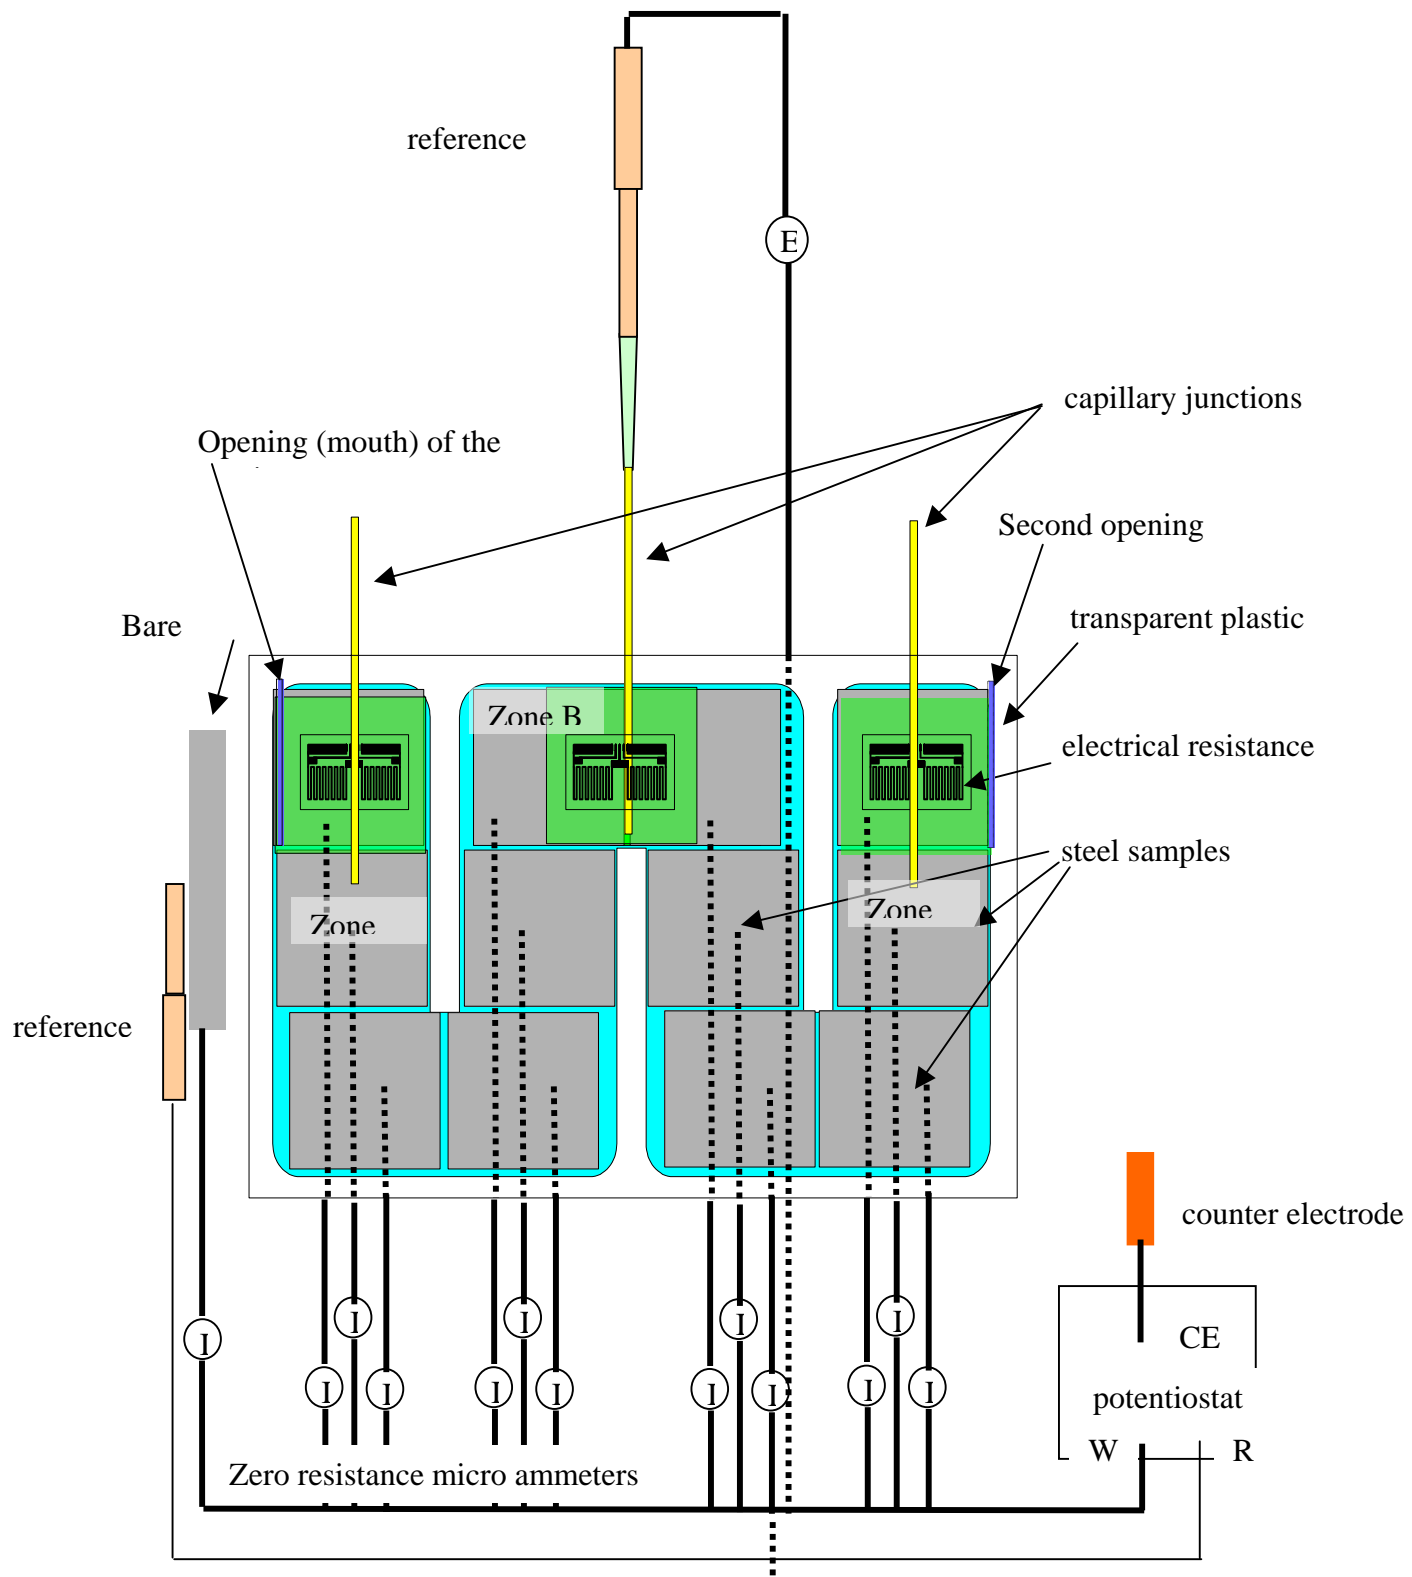 reference
E
capillary junctions
Opening (mouth) of the
Second opening
Bare
transparent plastic
Zone B
electrical resistance
steel samples
Zone
Zone
reference
counter electrode
I
I
I
I
I
CE
I
I
I
I
I
I
I
I
potentiostat
W
R
Zero resistance micro ammeters